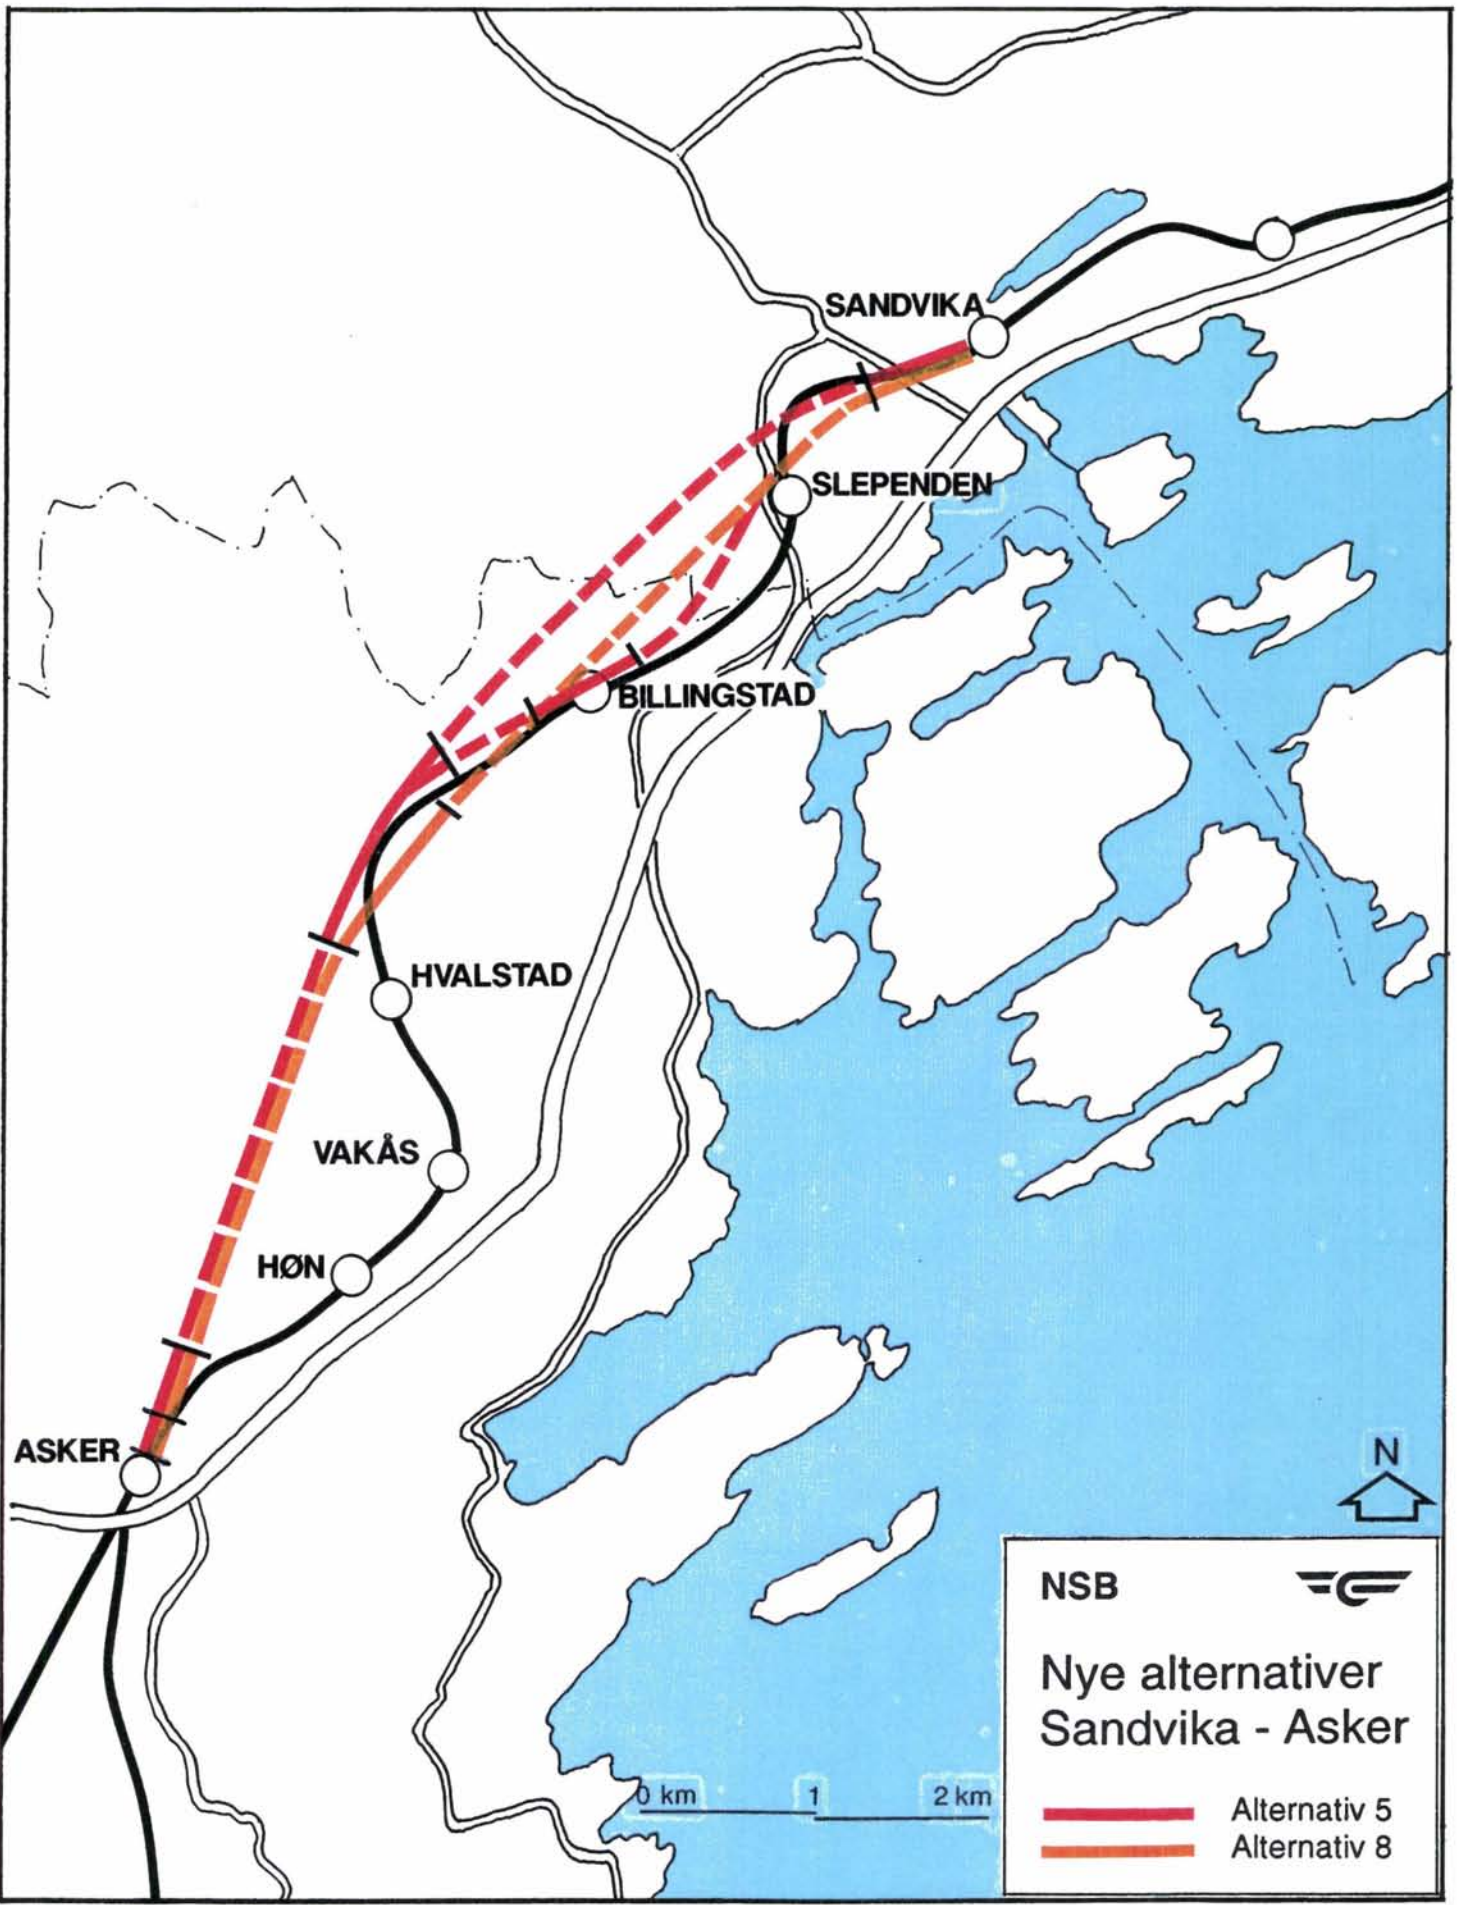 SANDVIKA
SLEPENDEN
BILLINGSTAD
HVALSTAD
VAKÅS
HØN
ASKER
N
NSB
Nye alternativer
Sandvika - Asker
0 km 1 2 km
Alternativ 5
Alternativ 8